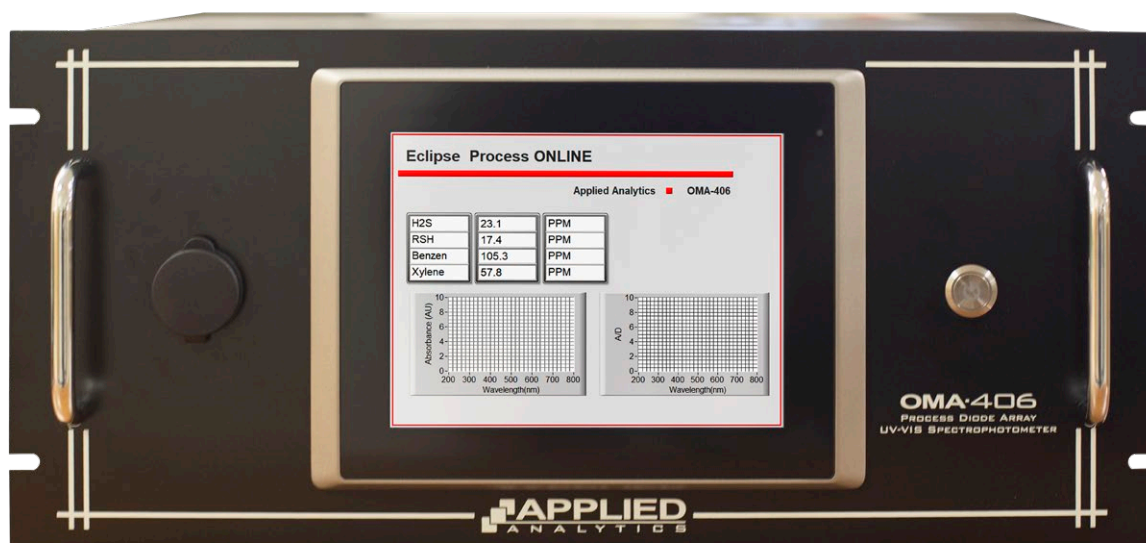 Eclipse Process ONLINE
Applied Analytics OMA-406
H2S 23.1 PPM
RSH 17.4 PPM
Benzen 105.3 PPM
Xylene 57.8 PPM
Absorbance (AU)
10
8
6
4
2
0
200 300 400 500 600 700 800
Wavelength(nm)
A/D
10
8
6
4
2
0
200 300 400 500 600 700 800
Wavelength(nm)
OMA·406
PROCESS DIODE ARRAY
UV-VIS SPECTROPHOTOMETER
APPLIED
ANALYTICS